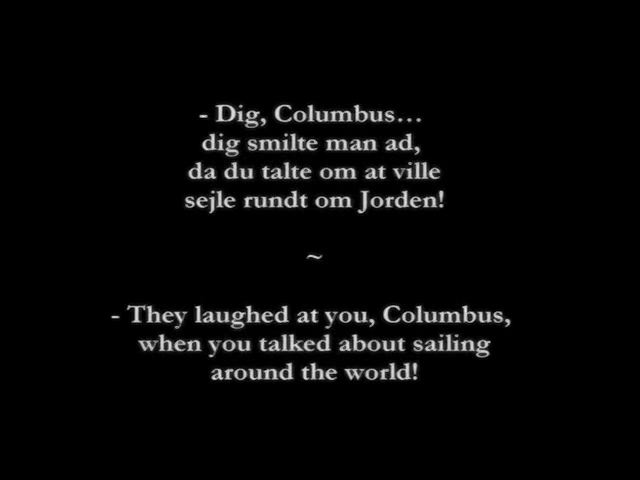 - Dig, Columbus…
dig smilte man ad,
da du talte om at ville
sejle rundt om Jorden!
~
- They laughed at you, Columbus,
when you talked about sailing
around the world!